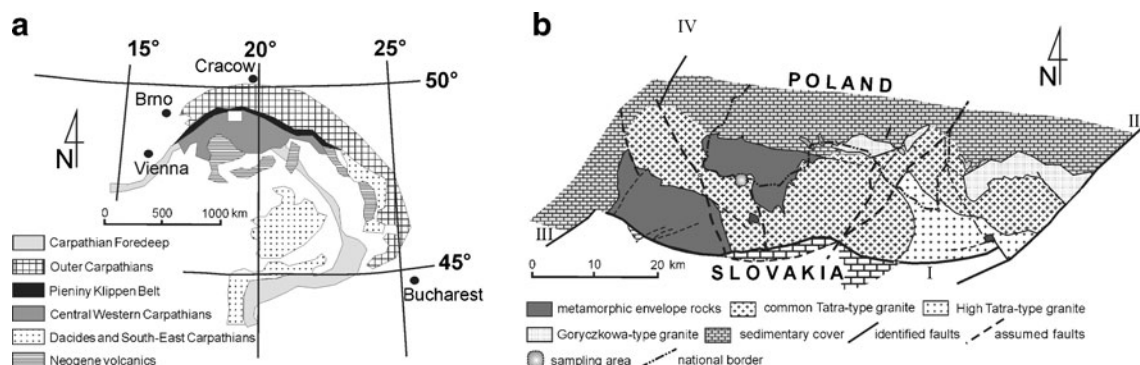 a
15° 20° 25°
Cracow
50°
Brno
N
Vienna
0 500 1000 km
Carpathian Foredeep
Outer Carpathians
Pieniny Klippen Belt
Central Western Carpathians
Dacides and South-East Carpathians
Neogene volcanics
45°
Bucharest
b
IV
POLAND
N
II
III
SLOVAKIA
I
0 10 20 km
metamorphic envelope rocks common Tatra-type granite High Tatra-type granite
Goryczkowa-type granite sedimentary cover identified faults assumed faults
sampling area national border